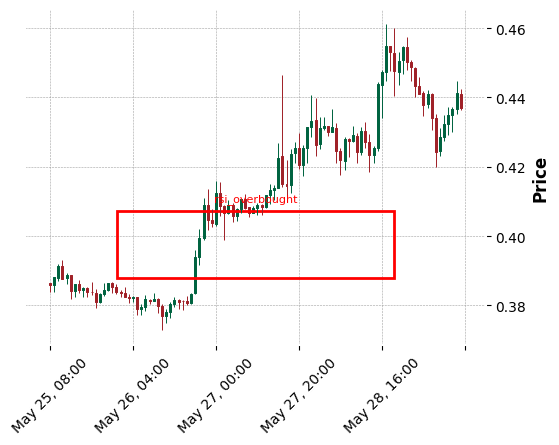 0.46
0.44
0.42
0.40
0.38
Price
si_overbought
May 25, 08:00
May 26, 04:00
May 27, 00:00
May 27, 20:00
May 28, 16:00